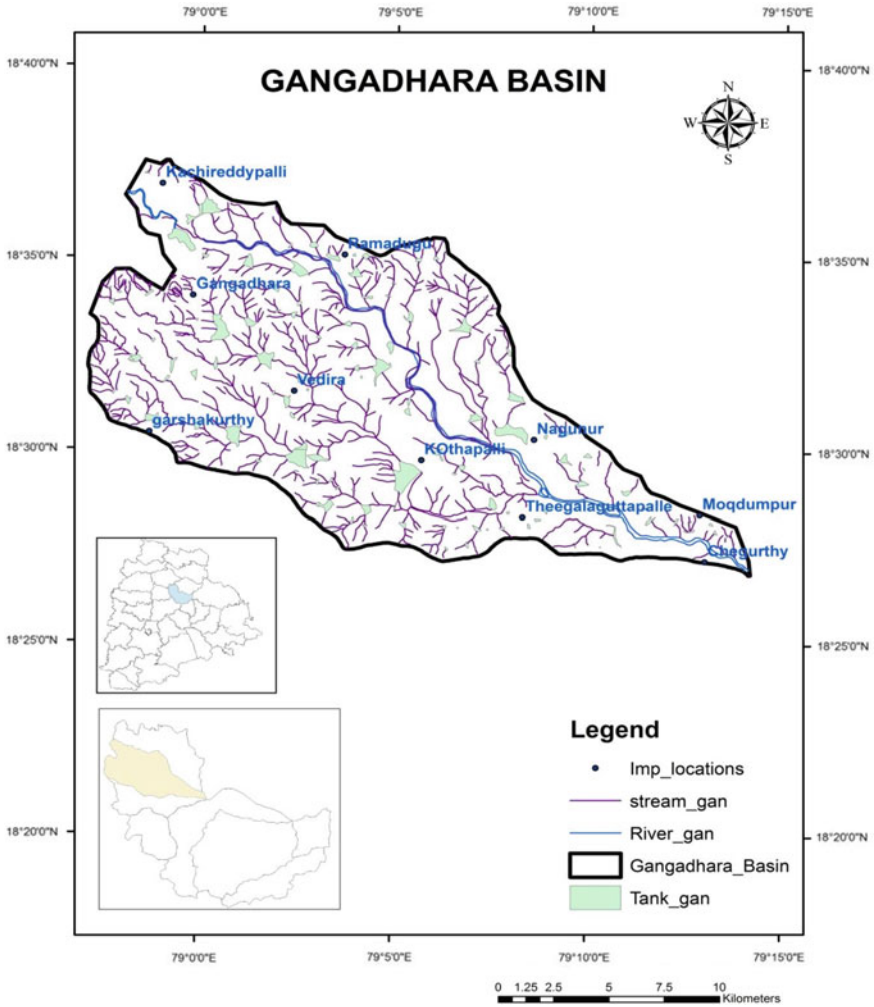 79°0'0"E 79°5'0"E 79°10'0"E 79°15'0"E
18°40'0"N 18°40'0"N
GANGADHARA BASIN
N
W E
S
Kachireddypalli
18°35'0"N Ramadugu 18°35'0"N
Gangadhara
Vedira
garshakurthy Nagunur
18°30'0"N KOthapalli 18°30'0"N
Theegalaguttapalle Moqdumpur
Chegurthy
18°25'0"N 18°25'0"N
Legend
Imp_locations
stream_gan
18°20'0"N River_gan 18°20'0"N
Gangadhara_Basin
Tank_gan
79°0'0"E 79°5'0"E 79°10'0"E 79°15'0"E
0 1.25 2.5 5 7.5 10
Kilometers